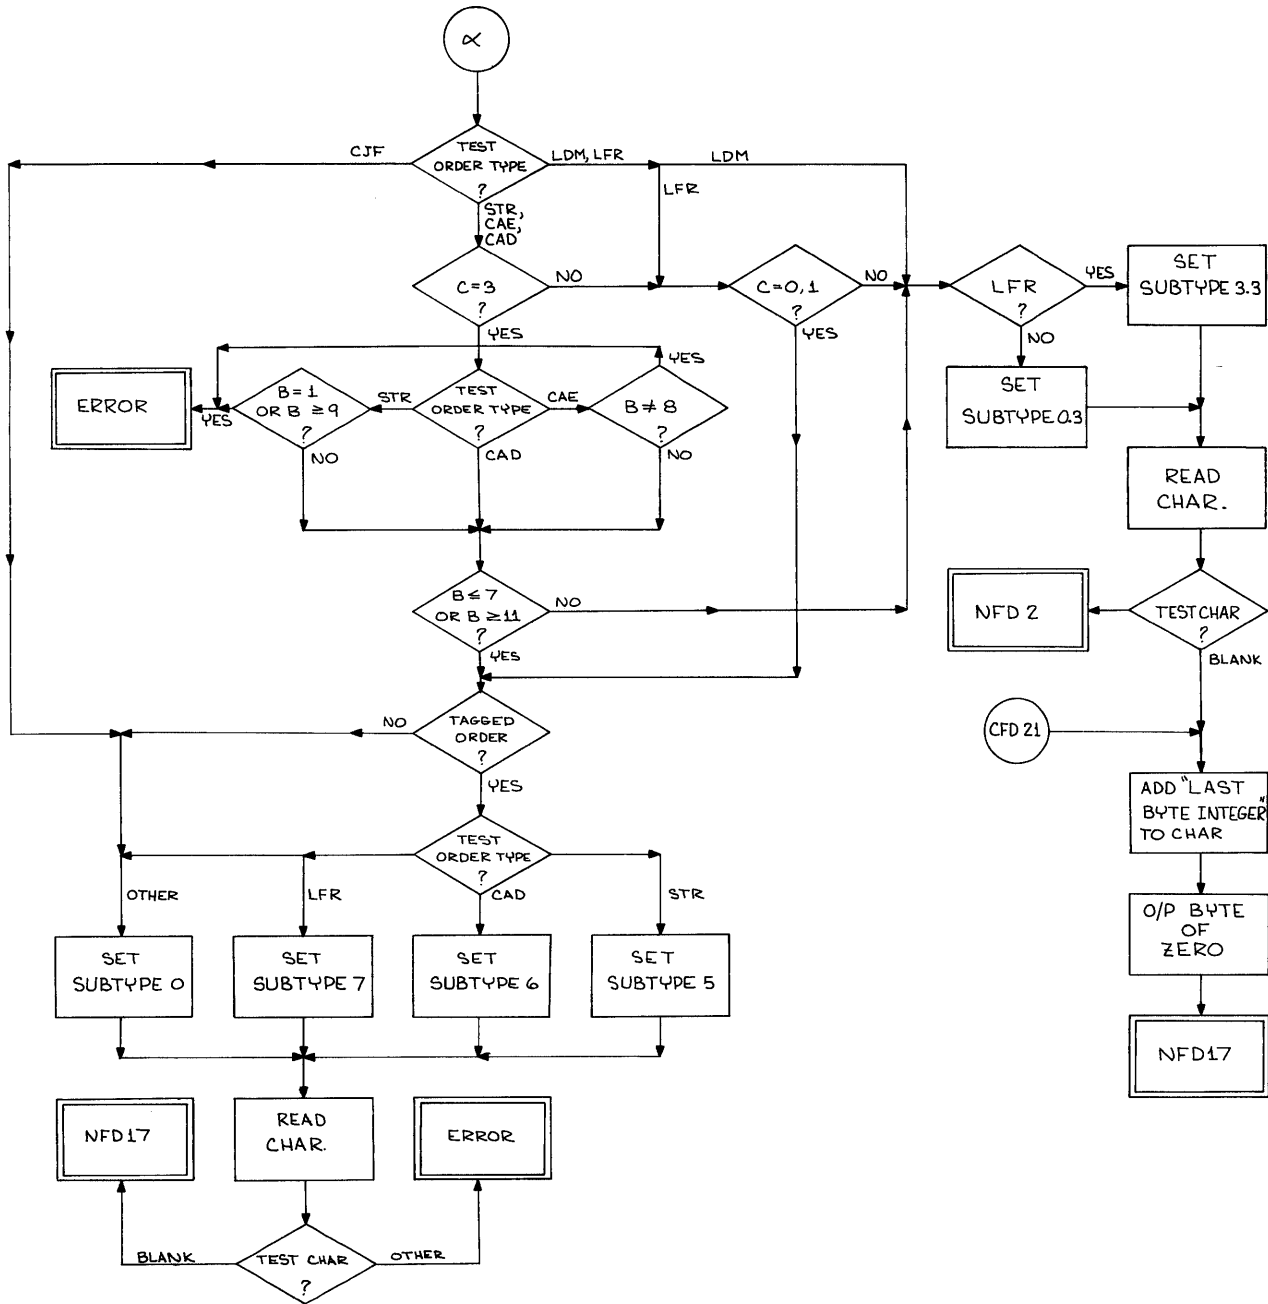 ∝
TEST
ORDER TYPE
?
CJF
LDM, LFR
LDM
LFR
STR,
CAE,
CAD
C=3
?
NO
YES
C=0,1
?
NO
YES
LFR
?
YES
NO
SET
SUBTYPE 3.3
SET
SUBTYPE 0.3
ERROR
YES
B=1
OR B ≥9
?
NO
STR
TEST
ORDER TYPE
?
CAE
CAD
B≠8
?
YES
NO
READ
CHAR.
B≤7
OR B ≥11
?
NO
YES
NFD 2
TEST CHAR
?
BLANK
NO
TAGGED
ORDER
?
YES
CFD 21
ADD "LAST
BYTE INTEGER"
TO CHAR
TEST
ORDER TYPE
?
OTHER
LFR
CAD
STR
O/P BYTE
OF
ZERO
SET
SUBTYPE 0
SET
SUBTYPE 7
SET
SUBTYPE 6
SET
SUBTYPE 5
NFD17
NFD17
READ
CHAR.
ERROR
BLANK
TEST CHAR
?
OTHER